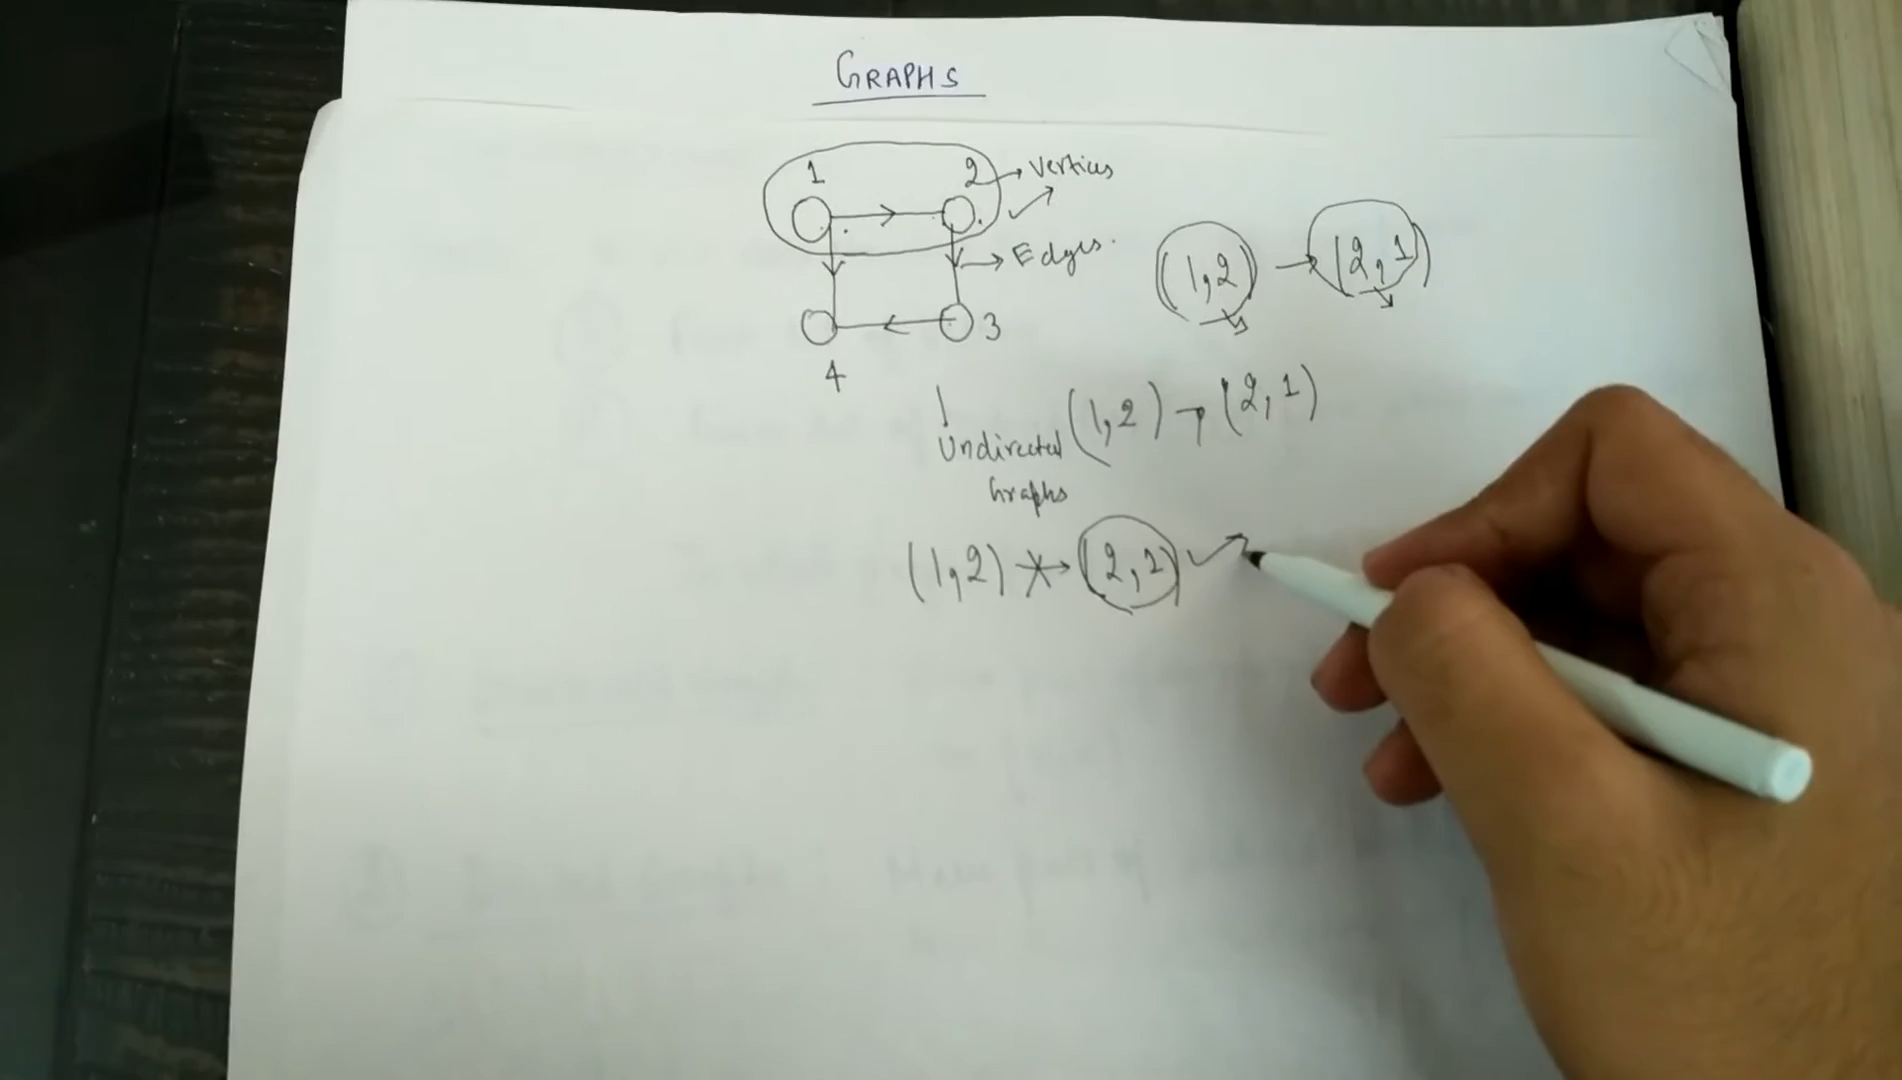 GRAPHS
1 2 → Vertices
→ Edges.
(1,2) → (2,1)
3
4
Undirected (1,2) → (2,1)
Graphs
(1,2) → (2,1)